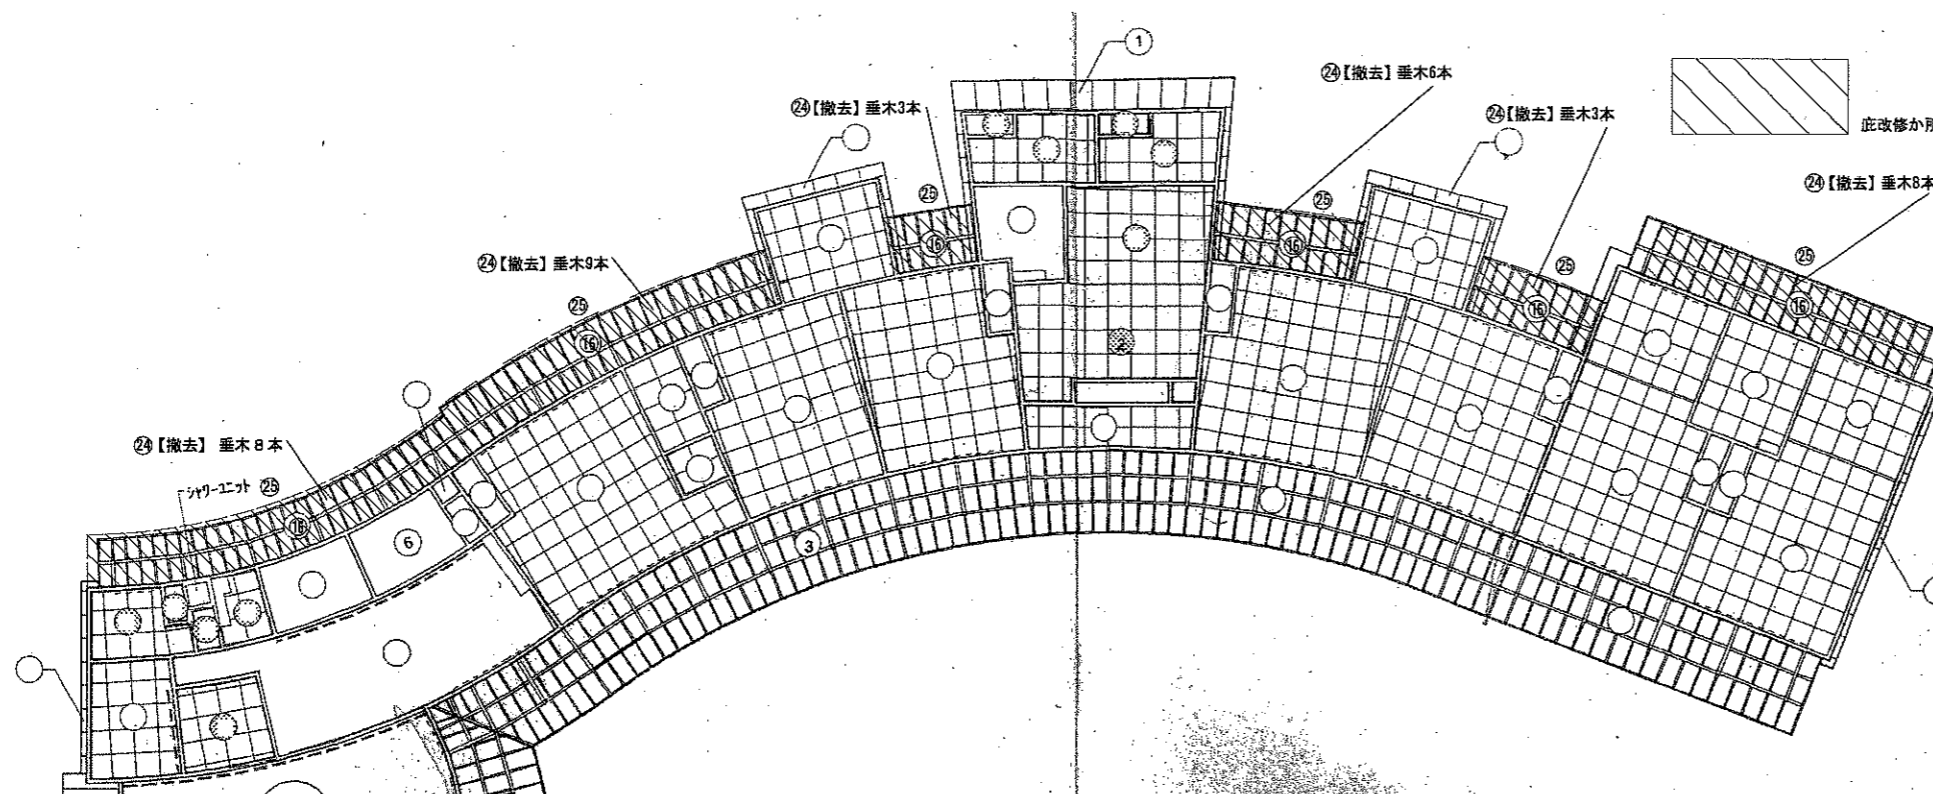 ①
㉔【撤去】垂木6本
㉔【撤去】垂木3本
㉔【撤去】垂木3本
庇改修か所
㉔【撤去】垂木8本
㉕
㉕
⑯
⑯
㉕
㉕
㉔【撤去】垂木9本
㉕
⑯
⑯
⑯
㉔【撤去】 垂木8本
シャワーユニット ㉕
⑯
⑥
③